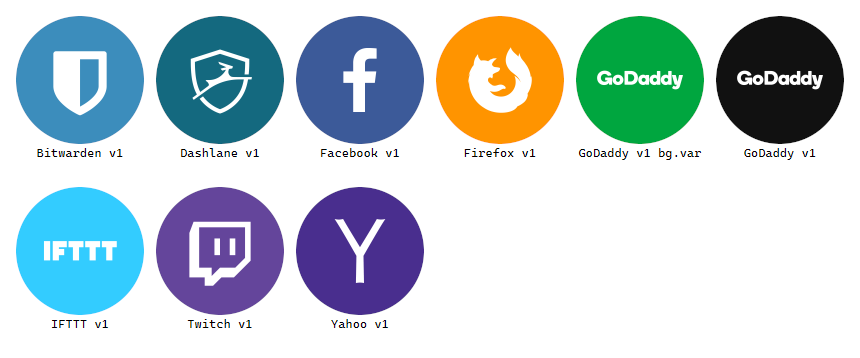 GoDaddy GoDaddy
Bitwarden v1 Dashlane v1 Facebook v1 Firefox v1 GoDaddy v1 bg.var GoDaddy v1
IFTTT Y
IFTTT v1 Twitch v1 Yahoo v1